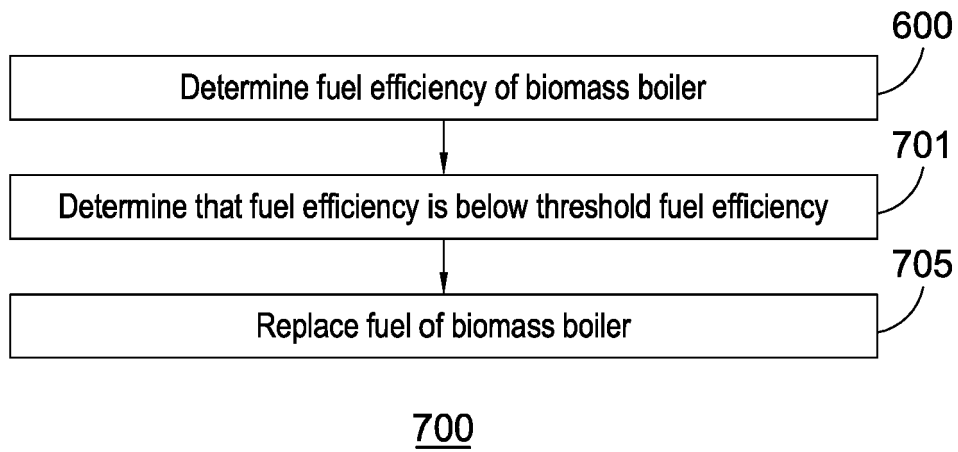 600
Determine fuel efficiency of biomass boiler
701
Determine that fuel efficiency is below threshold fuel efficiency
705
Replace fuel of biomass boiler
700